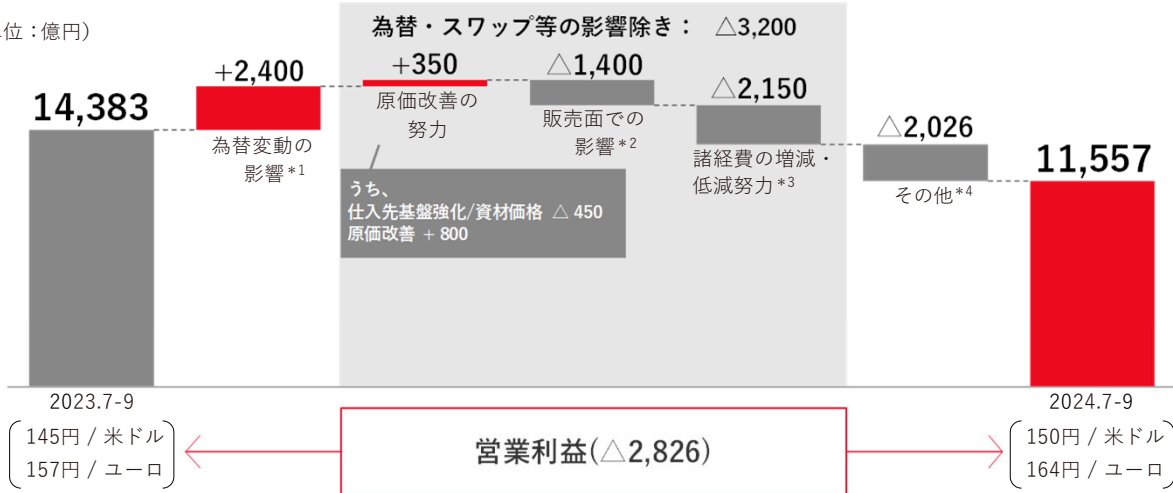 位：億円）
為替・スワップ等の影響除き： △3,200
14,383
+2,400
為替変動の
影響*1
+350
原価改善の
努力
うち、
仕入先基盤強化/資材価格 △ 450
原価改善 + 800
△1,400
販売面での
影響*2
△2,150
諸経費の増減・
低減努力*3
△2,026
その他*4
11,557
2023.7-9
145円 / 米ドル
157円 / ユーロ
営業利益(△2,826)
2024.7-9
150円 / 米ドル
164円 / ユーロ